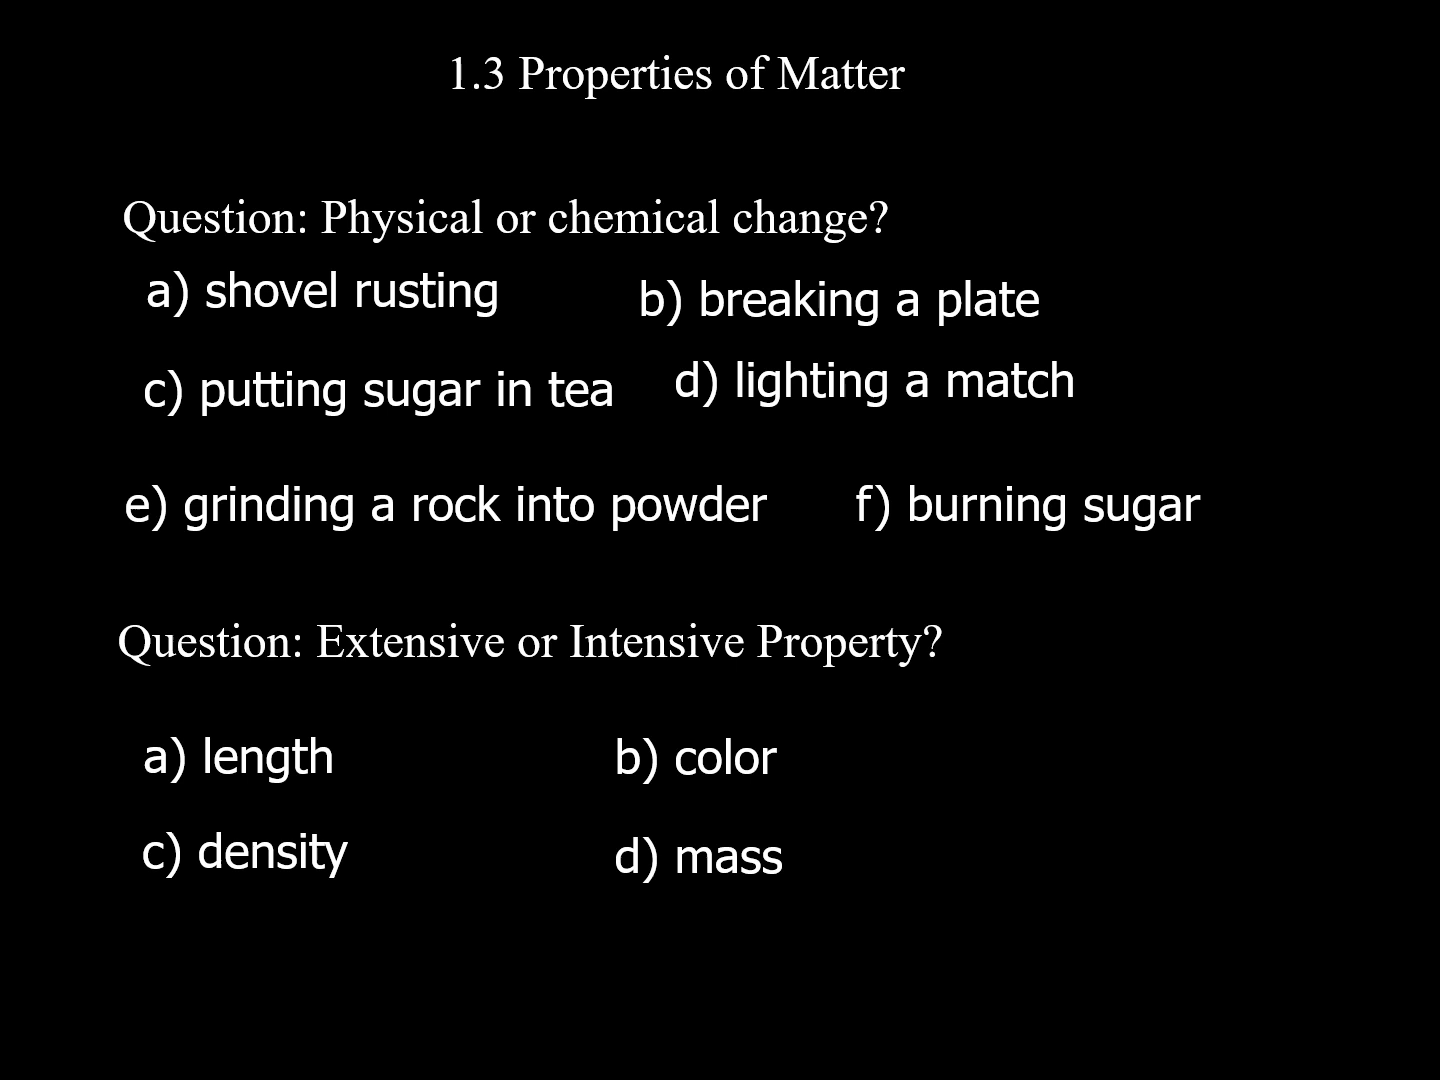 1.3 Properties of Matter
Question: Physical or chemical change?
a) shovel rusting
b) breaking a plate
c) putting sugar in tea
d) lighting a match
e) grinding a rock into powder
f) burning sugar
Question: Extensive or Intensive Property?
a) length
b) color
c) density
d) mass